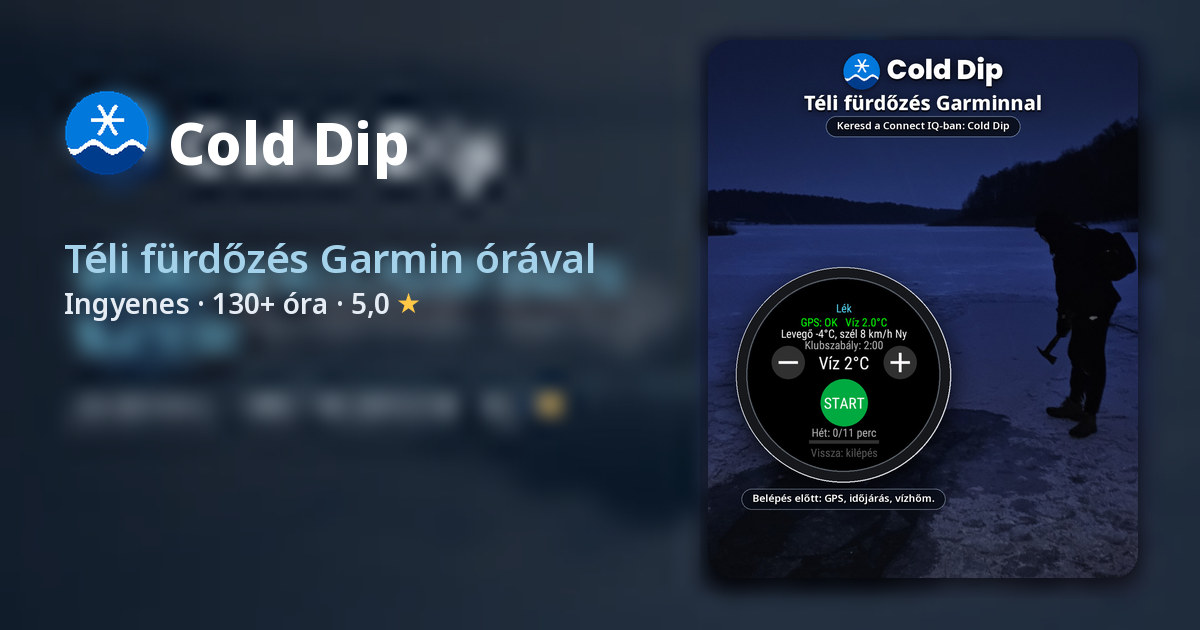 Cold Dip
Téli fürdőzés Garmin órával
Ingyenes · 130+ óra · 5,0 ★
Cold Dip
Téli fürdőzés Garminnal
Keresd a Connect IQ-ban: Cold Dip
Lék
GPS: OK Víz 2.0°C
Levegő -4°C, szél 8 km/h Ny
Klubszabály: 2:00
− Víz 2°C +
START
Hét: 0/11 perc
Vissza: kilépés
Belépés előtt: GPS, időjárás, vízhőm.